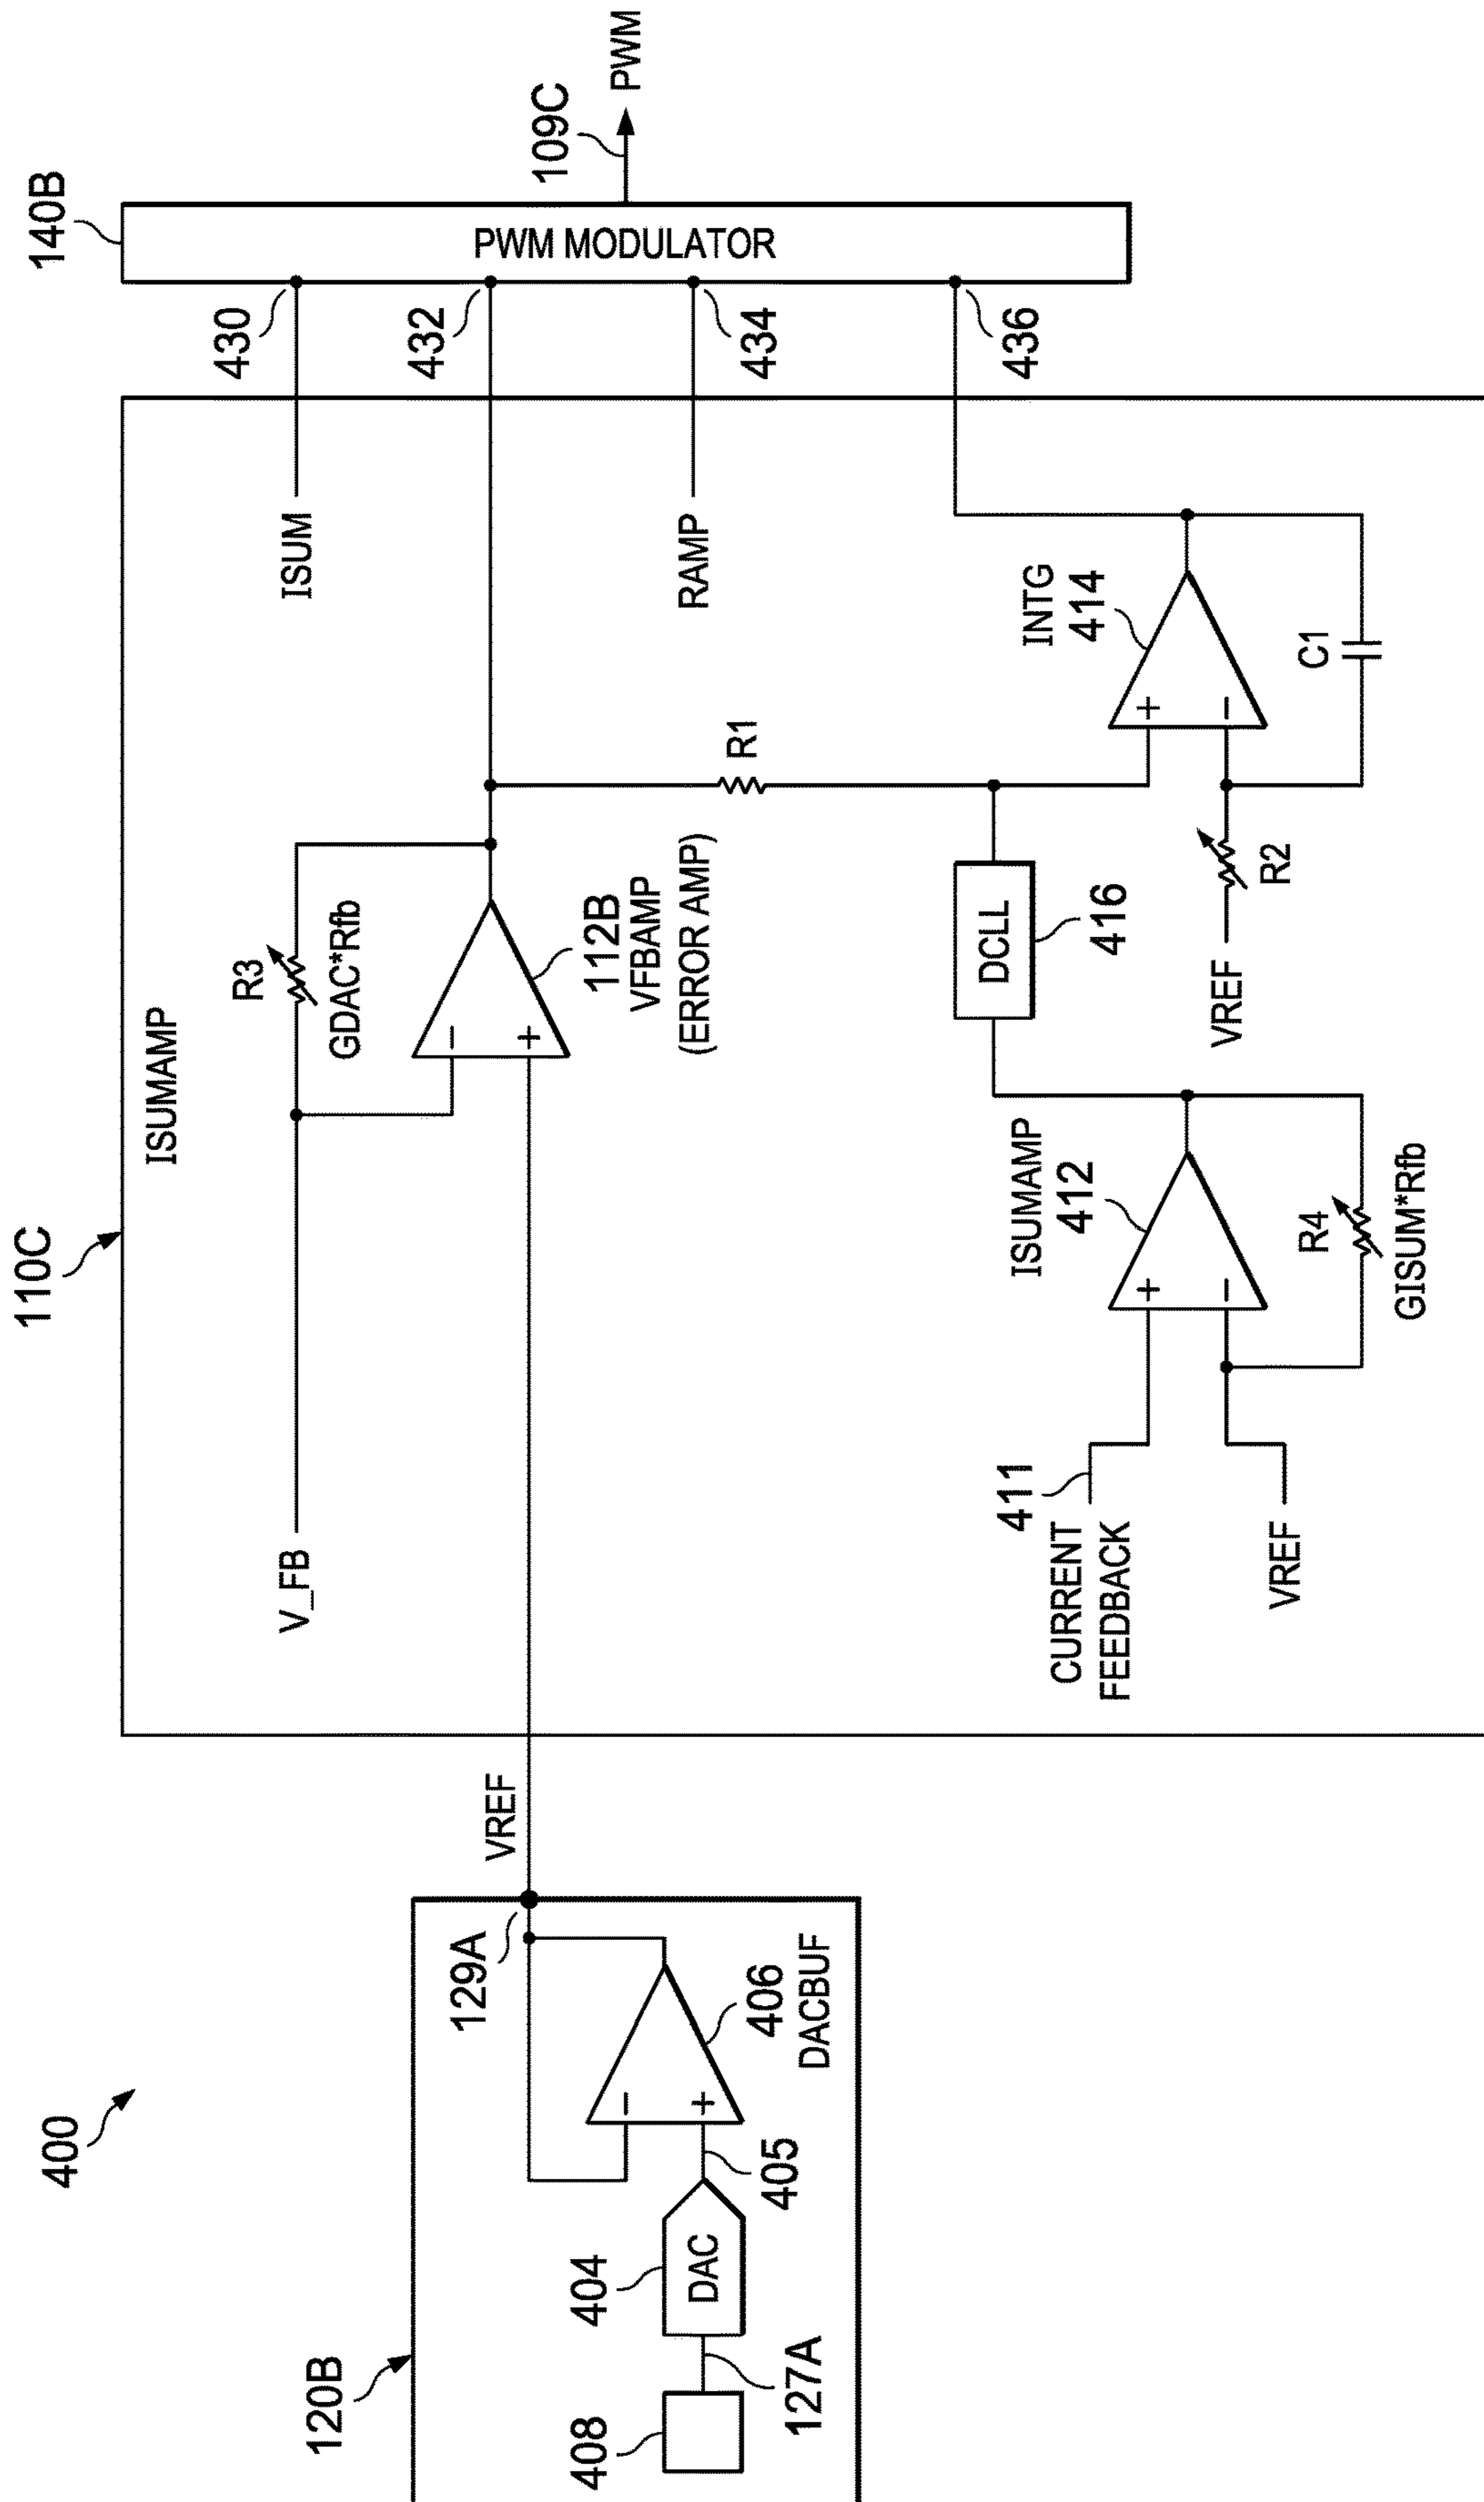 400
120B
408
127A
404
DAC
405
406
DACBUF
129A
VREF
110C
ISUMAMP
V_FB
R3
GDAC*Rfb
112B
VFBAMP
(ERROR AMP)
411
CURRENT
FEEDBACK
VREF
ISUMAMP
412
R4
GISUM*Rfb
DCLL
416
R1
VREF
R2
INTG
414
C1
ISUM
RAMP
430
432
434
436
140B
PWM MODULATOR
109C
PWM